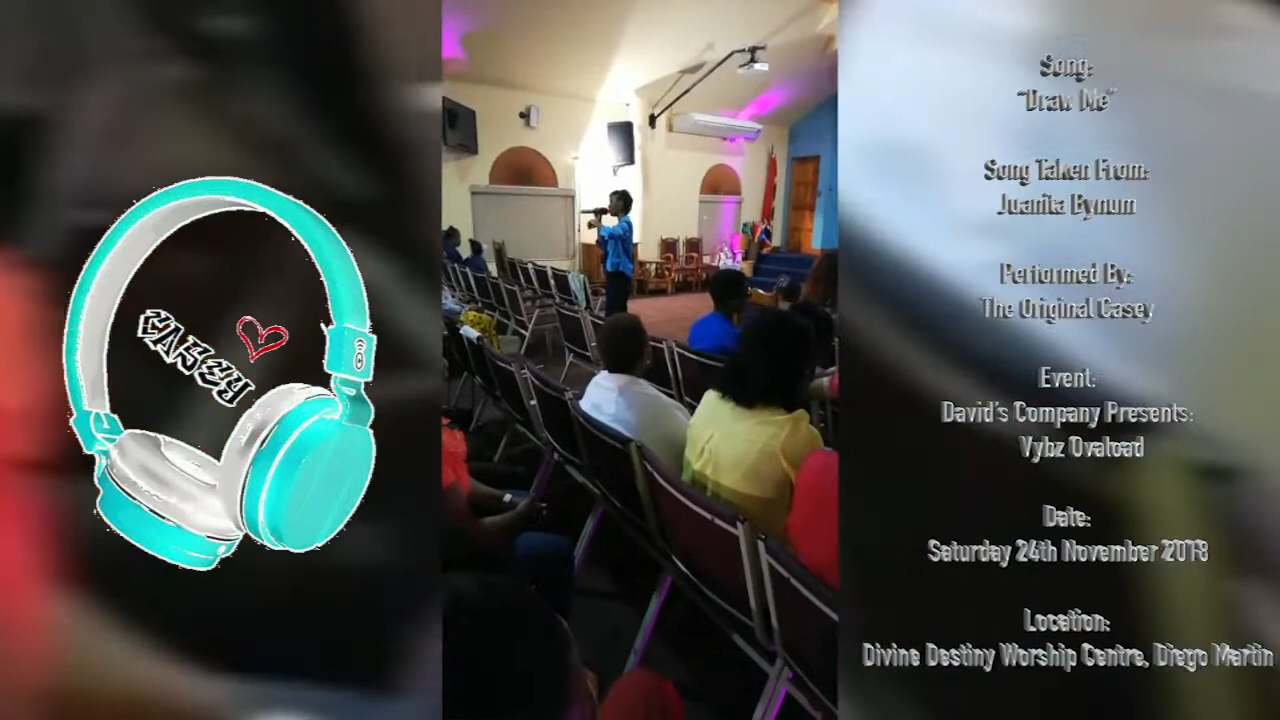 CASEY
Song:
"Draw Me"
Song Taken From:
Juanita Bynum
Performed By:
The Original Casey
Event:
David's Company Presents:
Vybz Ovaload
Date:
Saturday 24th November 2018
Location:
Divine Destiny Worship Centre, Diego Martin